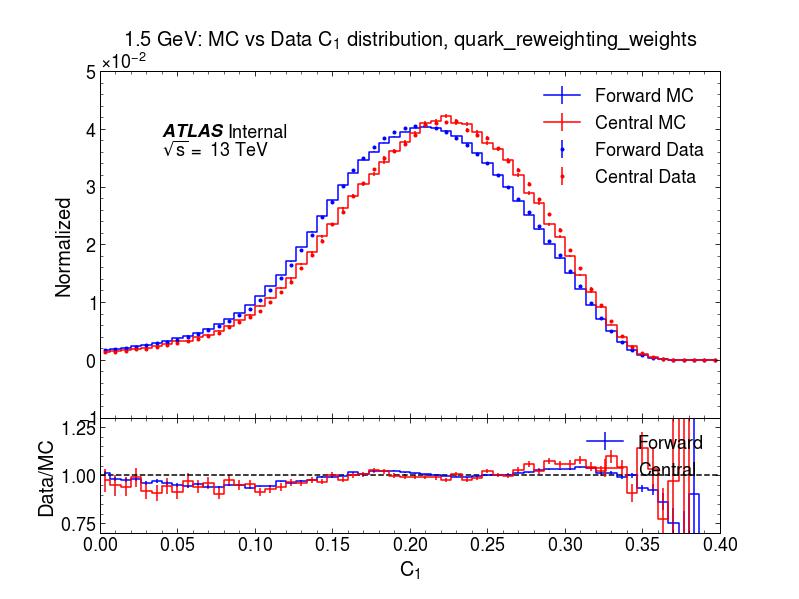 1.5 GeV: MC vs Data C₁ distribution, quark_reweighting_weights
×10⁻²
5
4
3
2
1
0
−1
Normalized
ATLAS Internal
√s = 13 TeV
Forward MC
Central MC
Forward Data
Central Data
1.25
1.00
0.75
Data/MC
Forward
Central
0.00 0.05 0.10 0.15 0.20 0.25 0.30 0.35 0.40
C₁